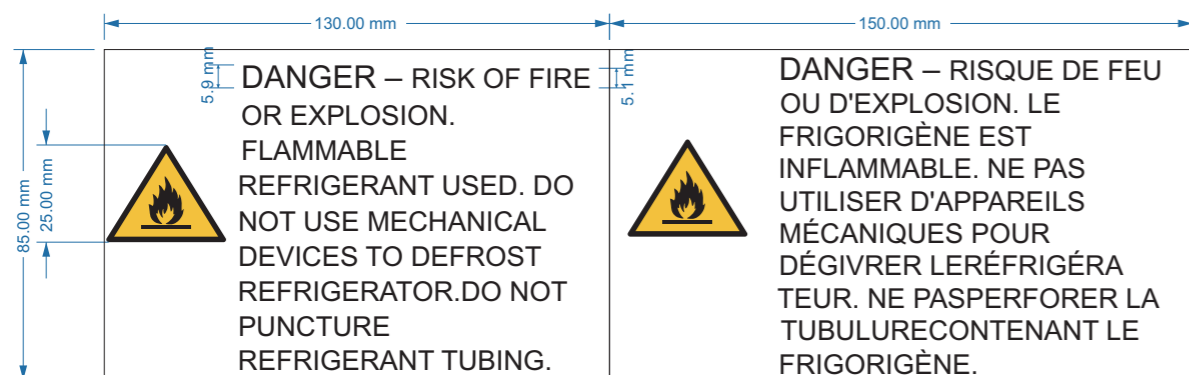 130.00 mm
150.00 mm
85.00 mm
25.00 mm
5.9 mm
DANGER – RISK OF FIRE
OR EXPLOSION.
FLAMMABLE
REFRIGERANT USED. DO
NOT USE MECHANICAL
DEVICES TO DEFROST
REFRIGERATOR.DO NOT
PUNCTURE
REFRIGERANT TUBING.
5.1 mm
DANGER – RISQUE DE FEU
OU D'EXPLOSION. LE
FRIGORIGÈNE EST
INFLAMMABLE. NE PAS
UTILISER D'APPAREILS
MÉCANIQUES POUR
DÉGIVRER LERÉFRIGÉRA
TEUR. NE PASPERFORER LA
TUBULURECONTENANT LE
FRIGORIGÈNE.